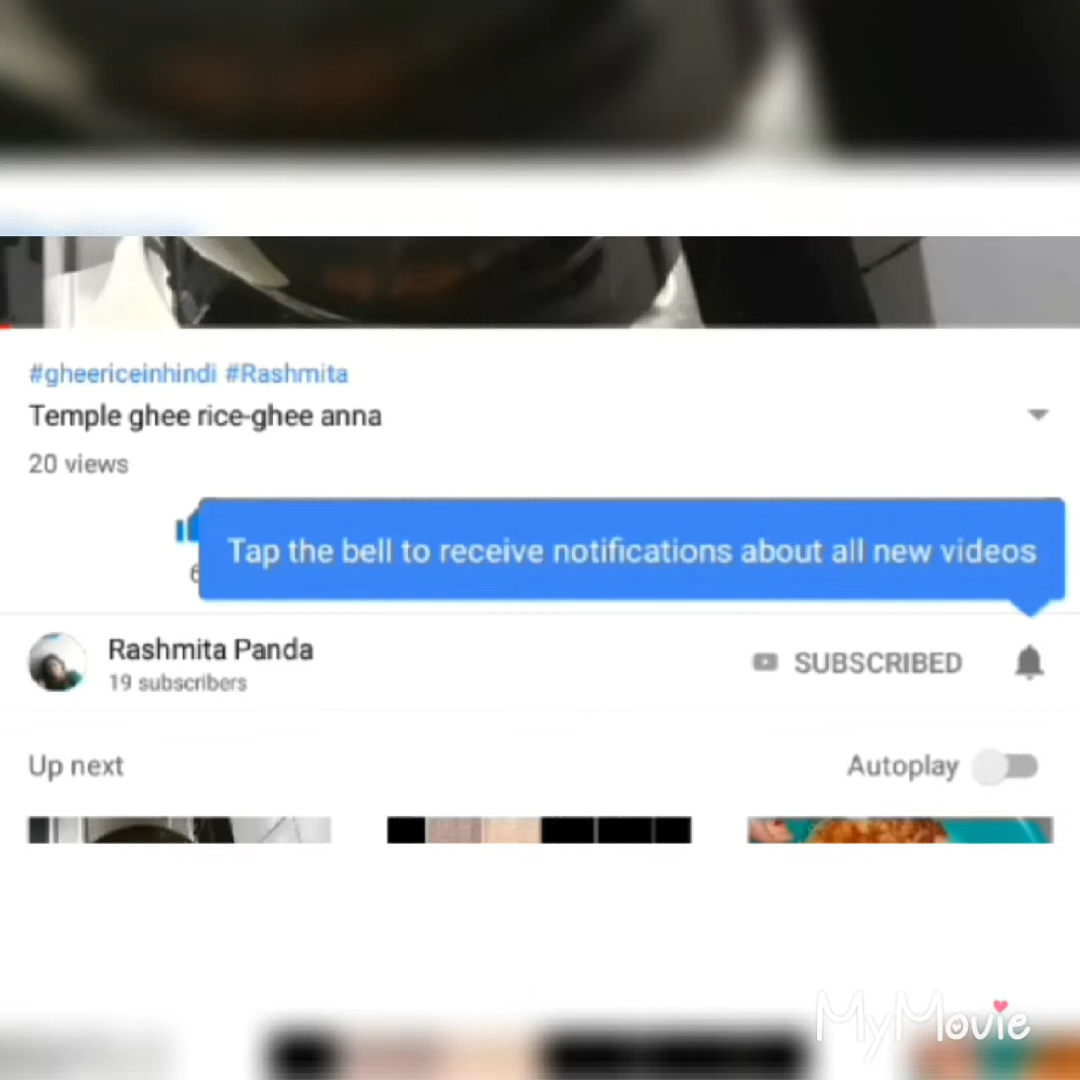 #gheericeinhindi #Rashmita
Temple ghee rice-ghee anna
20 views
Tap the bell to receive notifications about all new videos
Rashmita Panda
19 subscribers
SUBSCRIBED
Up next
Autoplay
MyMovie